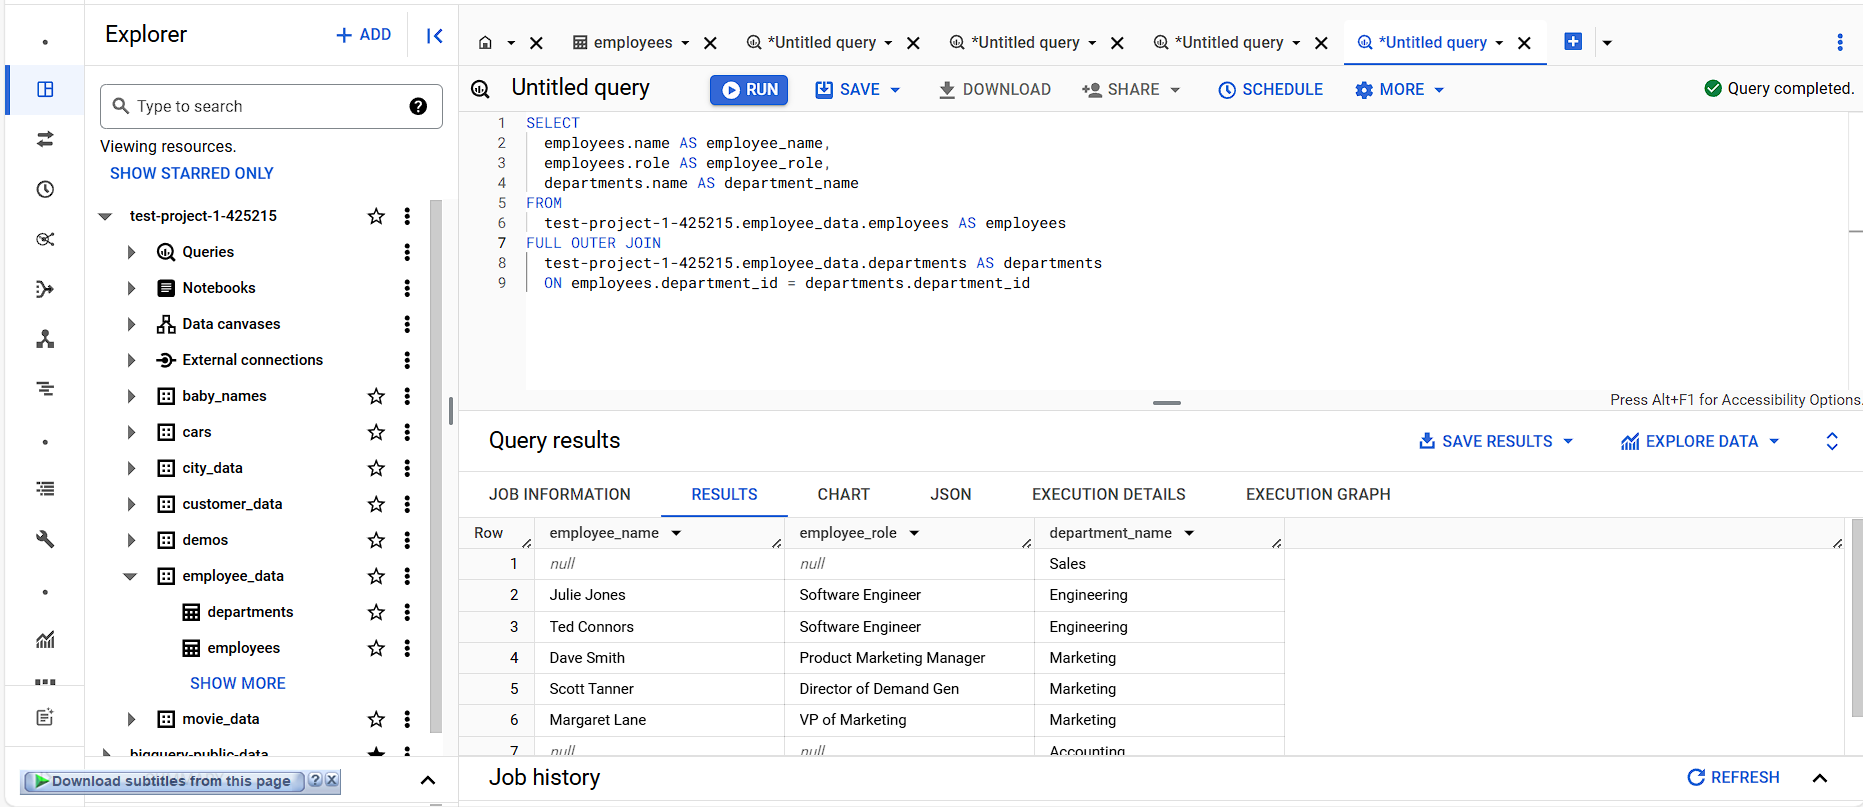 Explorer
+ ADD
employees
*Untitled query
*Untitled query
*Untitled query
*Untitled query
Type to search
Viewing resources.
SHOW STARRED ONLY
test-project-1-425215
Queries
Notebooks
Data canvases
External connections
baby_names
cars
city_data
customer_data
demos
employee_data
departments
employees
SHOW MORE
movie_data
bigquery-public-data
Download subtitles from this page
Untitled query
RUN
SAVE
DOWNLOAD
SHARE
SCHEDULE
MORE
Query completed.
1 SELECT
2 employees.name AS employee_name,
3 employees.role AS employee_role,
4 departments.name AS department_name
5 FROM
6 test-project-1-425215.employee_data.employees AS employees
7 FULL OUTER JOIN
8 test-project-1-425215.employee_data.departments AS departments
9 ON employees.department_id = departments.department_id
Press Alt+F1 for Accessibility Options.
Query results
SAVE RESULTS
EXPLORE DATA
JOB INFORMATION RESULTS CHART JSON EXECUTION DETAILS EXECUTION GRAPH
Row employee_name employee_role department_name
1 null null Sales
2 Julie Jones Software Engineer Engineering
3 Ted Connors Software Engineer Engineering
4 Dave Smith Product Marketing Manager Marketing
5 Scott Tanner Director of Demand Gen Marketing
6 Margaret Lane VP of Marketing Marketing
7 null null Accounting
Job history
REFRESH